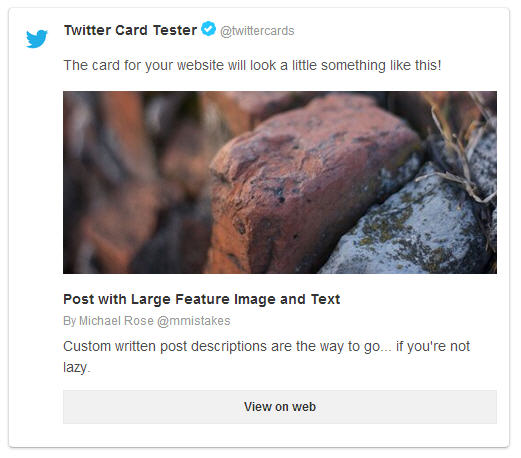 Twitter Card Tester @twittercards
The card for your website will look a little something like this!
Post with Large Feature Image and Text
By Michael Rose @mmistakes
Custom written post descriptions are the way to go... if you're not
lazy.
View on web